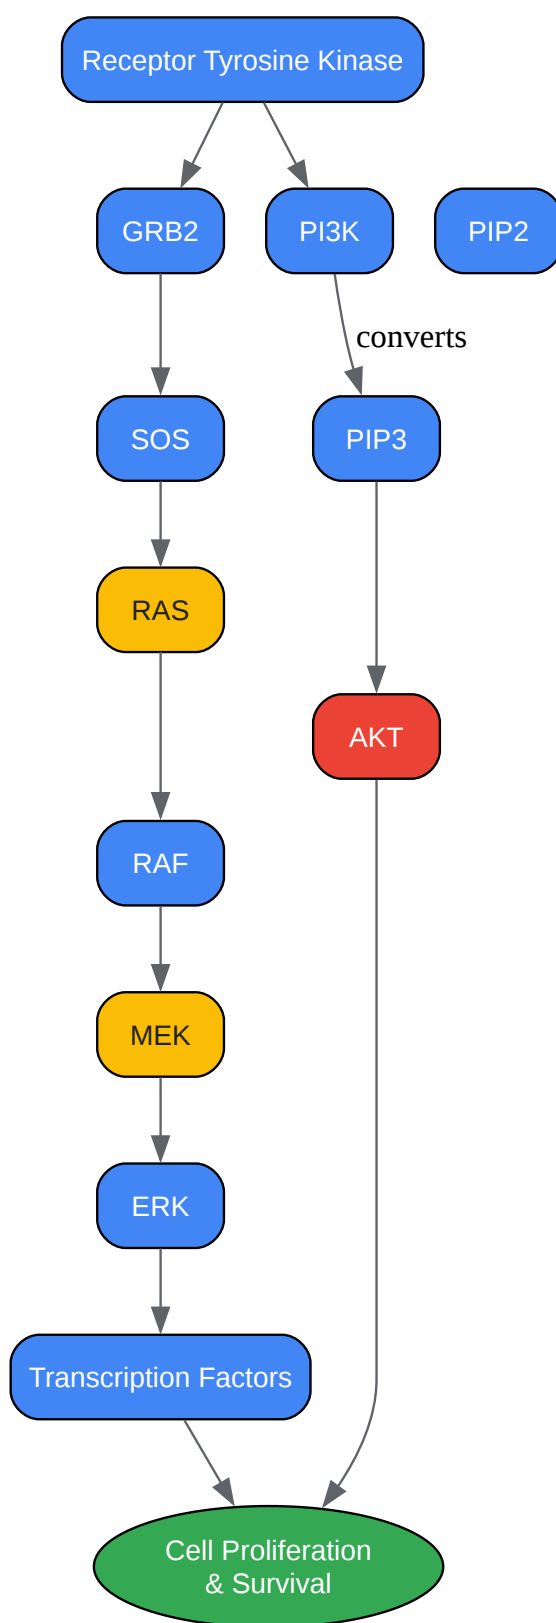 Receptor Tyrosine Kinase
GRB2
PI3K
PIP2
converts
SOS
PIP3
RAS
AKT
RAF
MEK
ERK
Transcription Factors
Cell Proliferation
& Survival